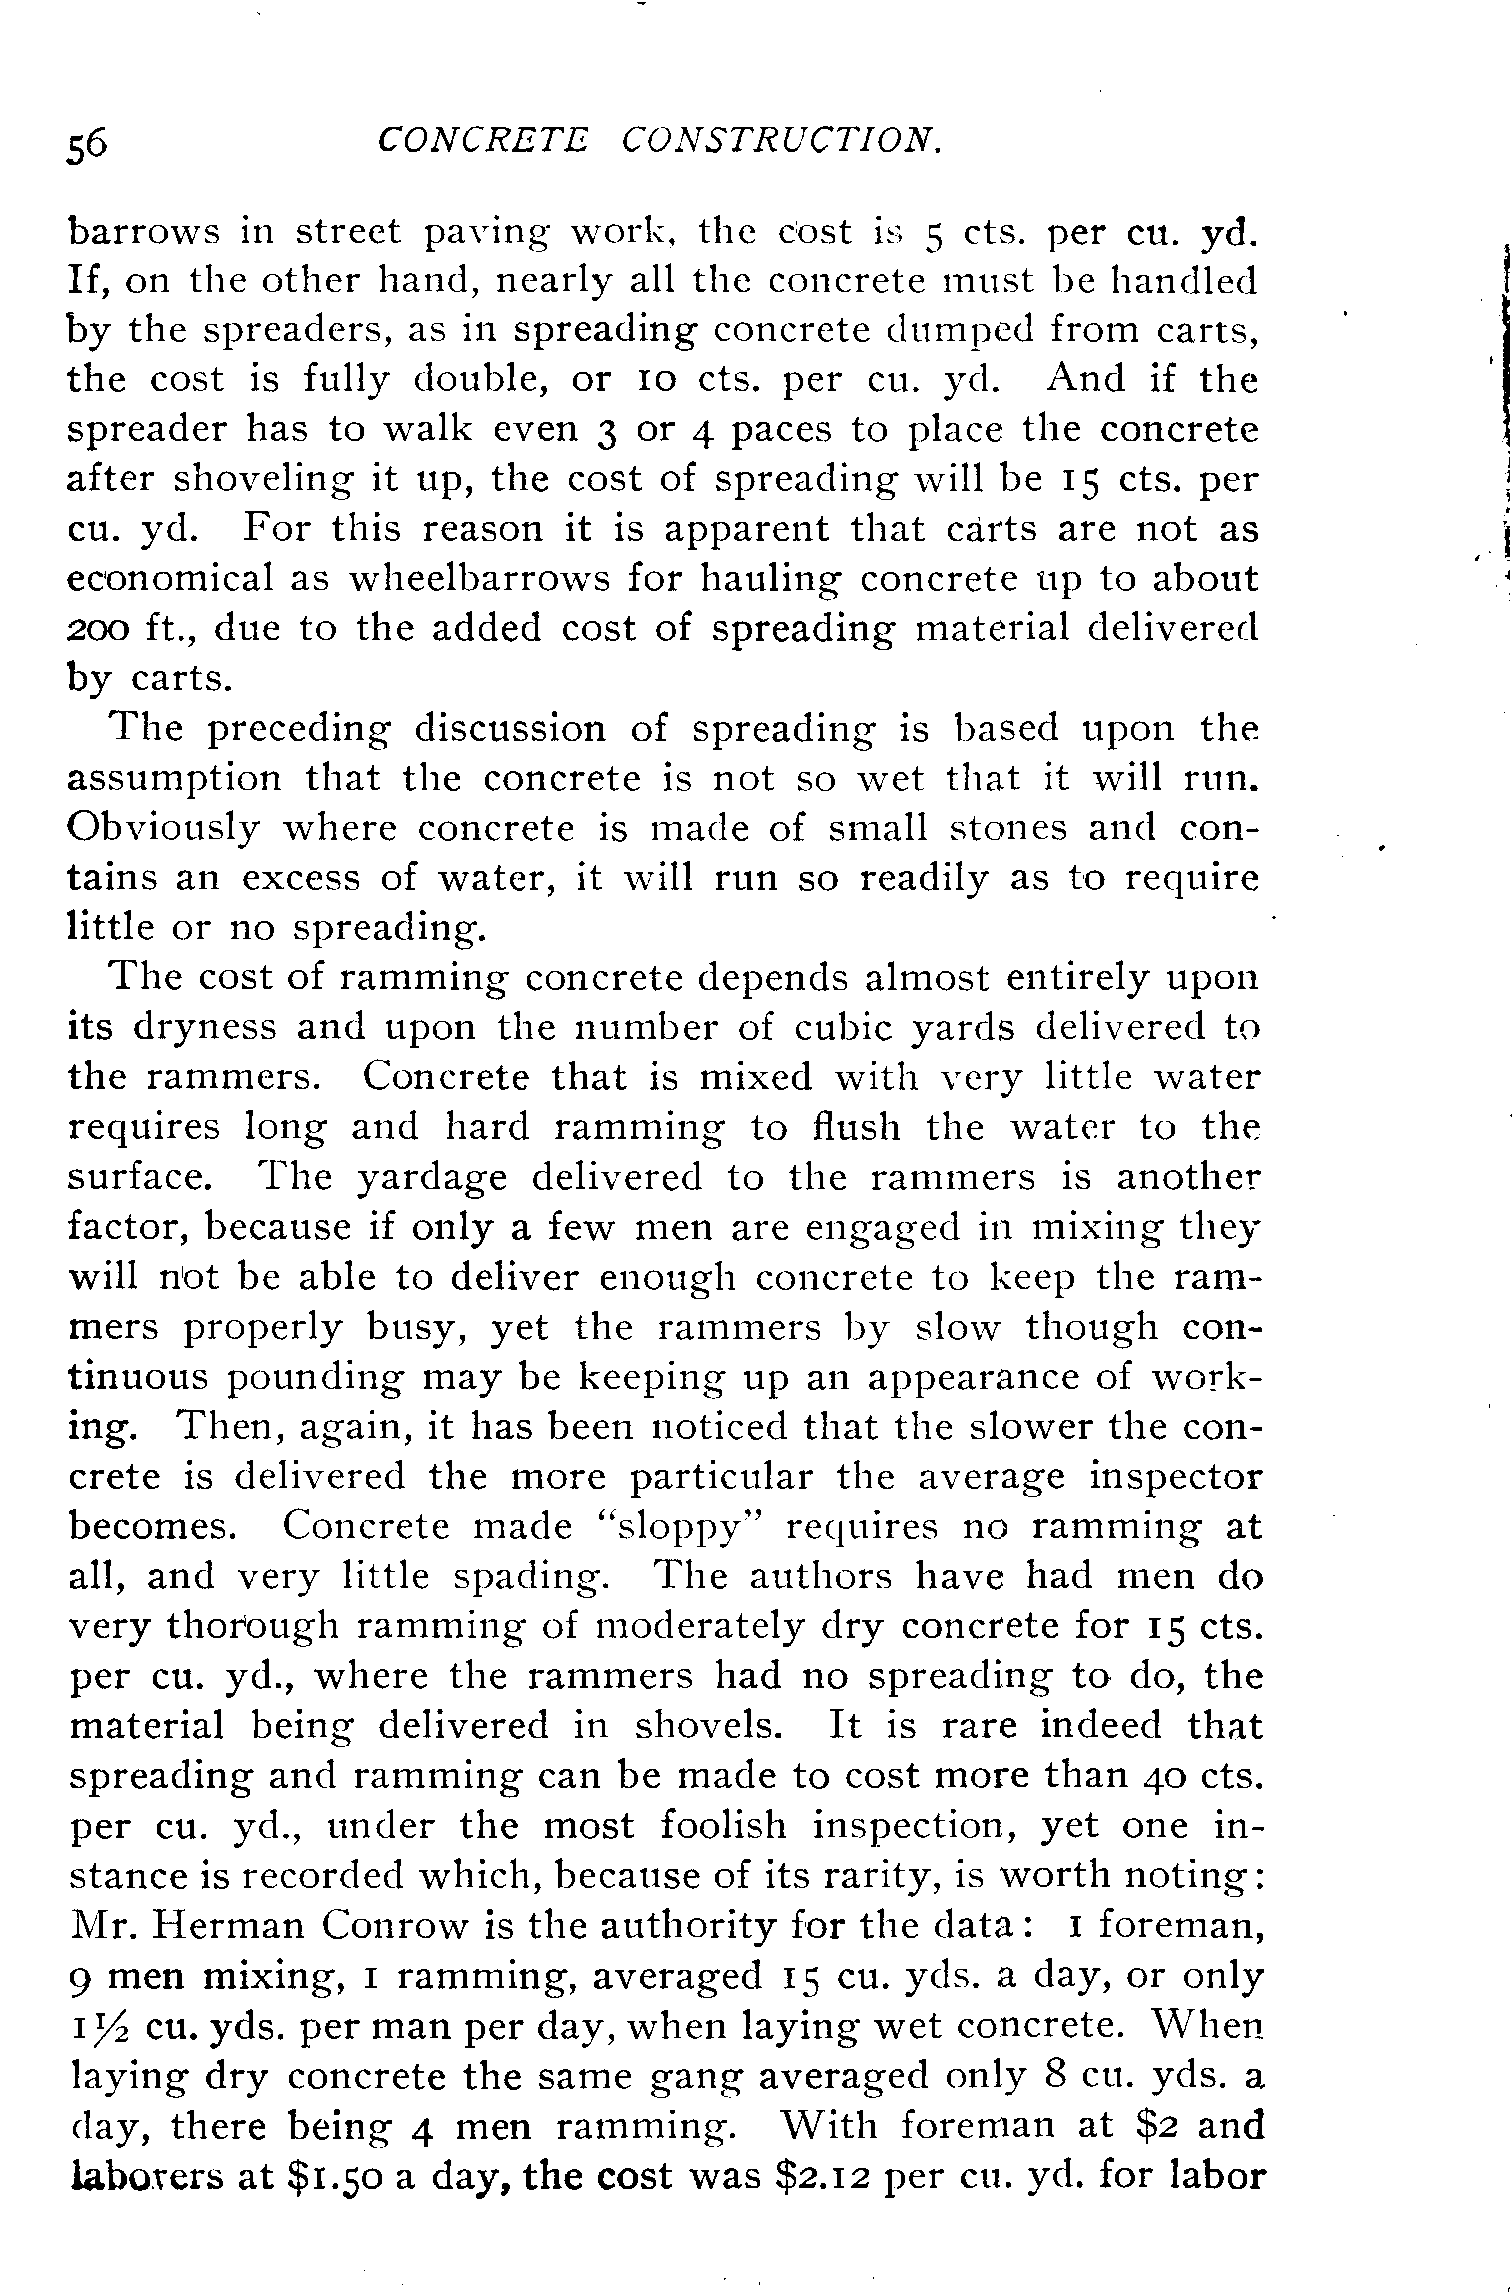 56 CONCRETE CONSTRUCTION.
barrows in street paving work, the cost is 5 cts. per cu. yd.
If, on the other hand, nearly all the concrete must be handled
by the spreaders, as in spreading concrete dumped from carts,
the cost is fully double, or 10 cts. per cu. yd. And if the
spreader has to walk even 3 or 4 paces to place the concrete
after shoveling it up, the cost of spreading will be 15 cts. per
cu. yd. For this reason it is apparent that carts are not as
economical as wheelbarrows for hauling concrete up to about
200 ft., due to the added cost of spreading material delivered
by carts.
The preceding discussion of spreading is based upon the
assumption that the concrete is not so wet that it will run.
Obviously where concrete is made of small stones and con-
tains an excess of water, it will run so readily as to require
little or no spreading.
The cost of ramming concrete depends almost entirely upon
its dryness and upon the number of cubic yards delivered to
the rammers. Concrete that is mixed with very little water
requires long and hard ramming to flush the water to the
surface. The yardage delivered to the rammers is another
factor, because if only a few men are engaged in mixing they
will not be able to deliver enough concrete to keep the ram-
mers properly busy, yet the rammers by slow though con-
tinuous pounding may be keeping up an appearance of work-
ing. Then, again, it has been noticed that the slower the con-
crete is delivered the more particular the average inspector
becomes. Concrete made "sloppy" requires no ramming at
all, and very little spading. The authors have had men do
very thorough ramming of moderately dry concrete for 15 cts.
per cu. yd., where the rammers had no spreading to do, the
material being delivered in shovels. It is rare indeed that
spreading and ramming can be made to cost more than 40 cts.
per cu. yd., under the most foolish inspection, yet one in-
stance is recorded which, because of its rarity, is worth noting:
Mr. Herman Conrow is the authority for the data: 1 foreman,
9 men mixing, 1 ramming, averaged 15 cu. yds. a day, or only
1½ cu. yds. per man per day, when laying wet concrete. When
laying dry concrete the same gang averaged only 8 cu. yds. a
day, there being 4 men ramming. With foreman at $2 and
laborers at $1.50 a day, the cost was $2.12 per cu. yd. for labor